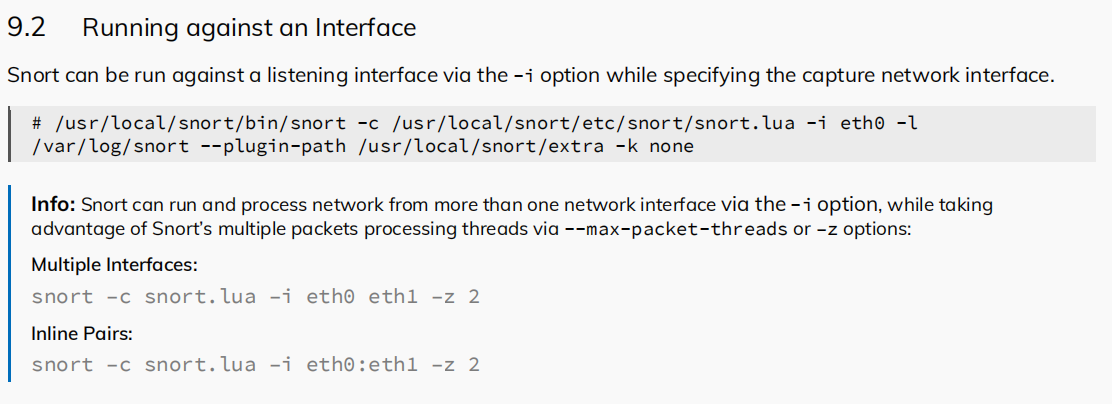 9.2 Running against an Interface
Snort can be run against a listening interface via the -i option while specifying the capture network interface.
# /usr/local/snort/bin/snort -c /usr/local/snort/etc/snort/snort.lua -i eth0 -l
/var/log/snort --plugin-path /usr/local/snort/extra -k none
Info: Snort can run and process network from more than one network interface via the -i option, while taking
advantage of Snort's multiple packets processing threads via --max-packet-threads or -z options:
Multiple Interfaces:
snort -c snort.lua -i eth0 eth1 -z 2
Inline Pairs:
snort -c snort.lua -i eth0:eth1 -z 2